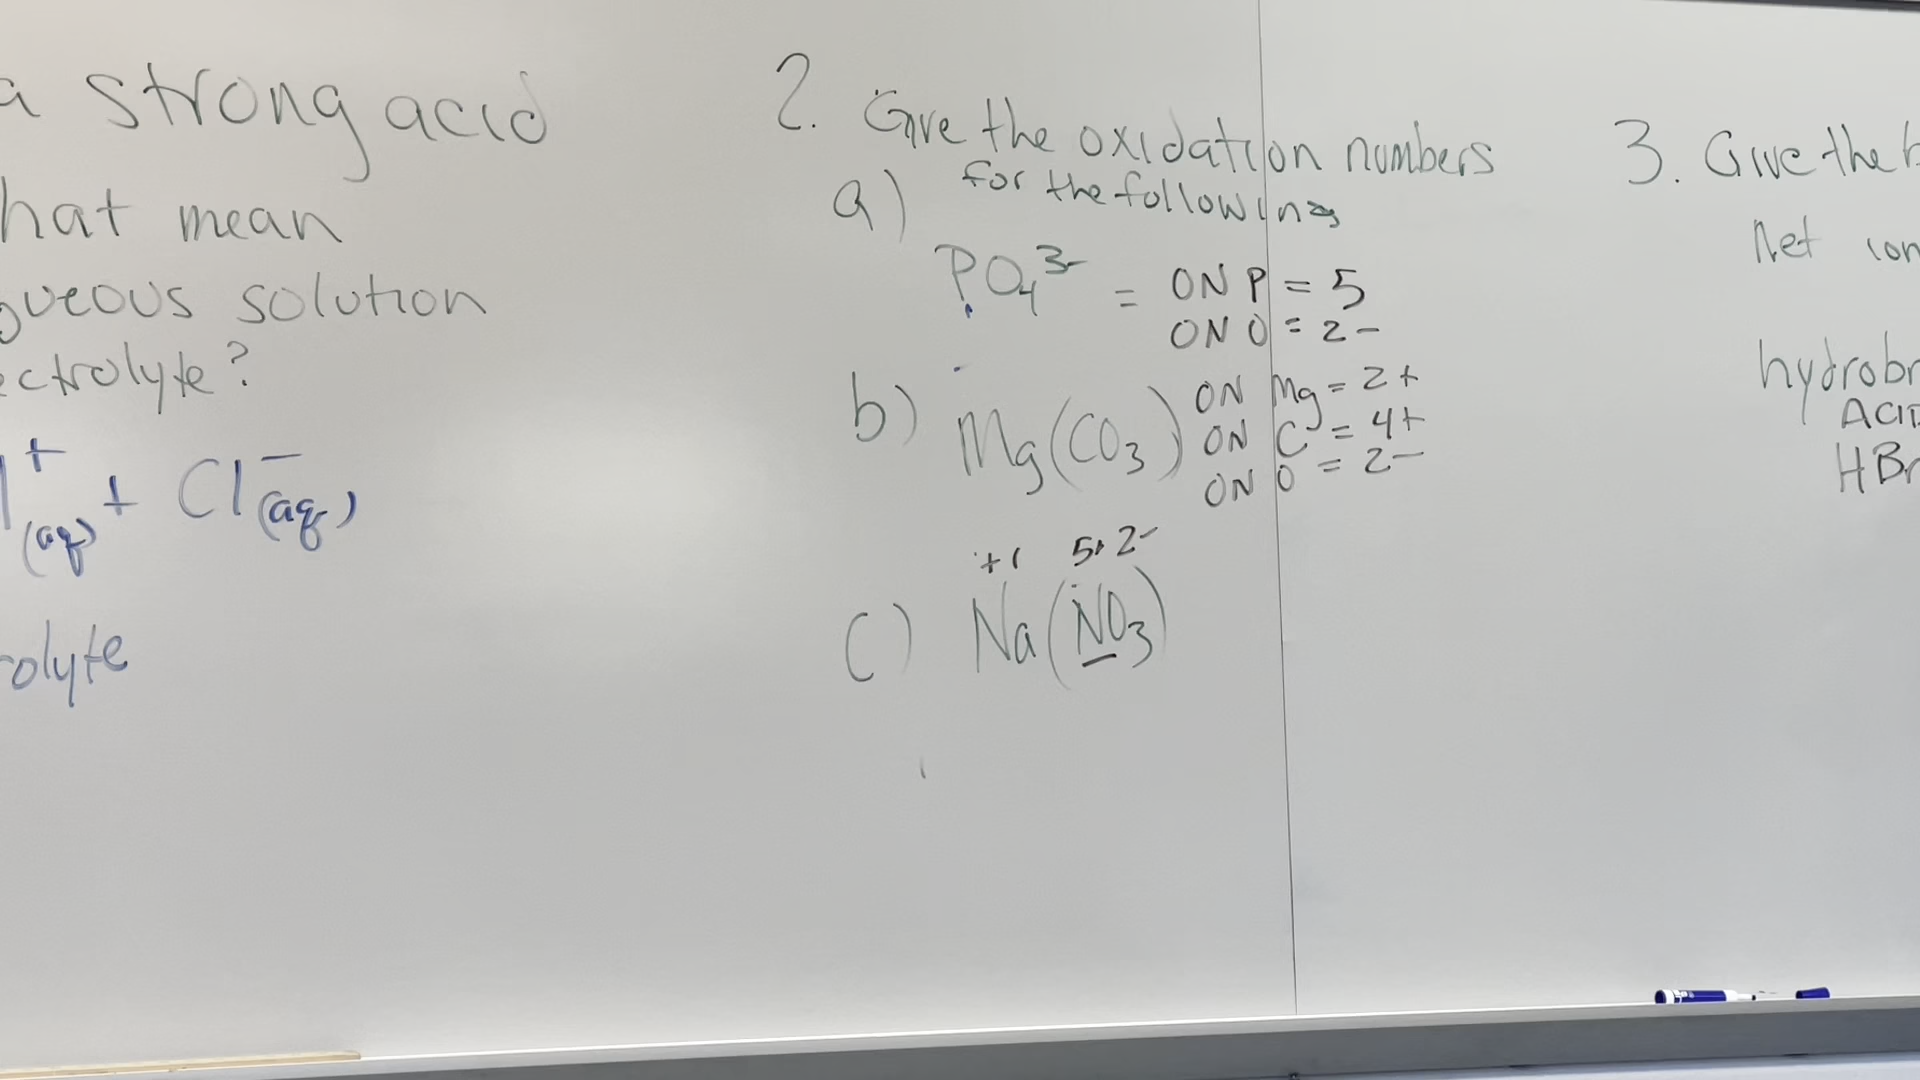 a strong acid
hat mean
queous solution
ectrolyte?
+ (aq) + Cl⁻(aq)
rolyte
2. Give the oxidation numbers
for the following
a)
PO₄³⁻ = ON P = 5
ON O = 2-
b) Mg(CO₃) ON Mg = 2+
ON C = 4+
ON O = 2-
+1 5+ 2-
c) Na(NO₃)
3. Give the
Net ion
hydrobr
ACID
HBr